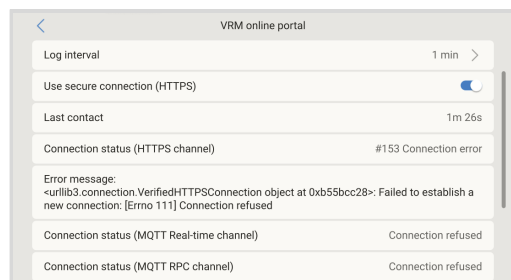 VRM online portal
Log interval 1 min
Use secure connection (HTTPS)
Last contact 1m 26s
Connection status (HTTPS channel) #153 Connection error
Error message:
<urllib3.connection.VerifiedHTTPSConnection object at 0xb55bcc28>: Failed to establish a
new connection: [Errno 111] Connection refused
Connection status (MQTT Real-time channel) Connection refused
Connection status (MQTT RPC channel) Connection refused